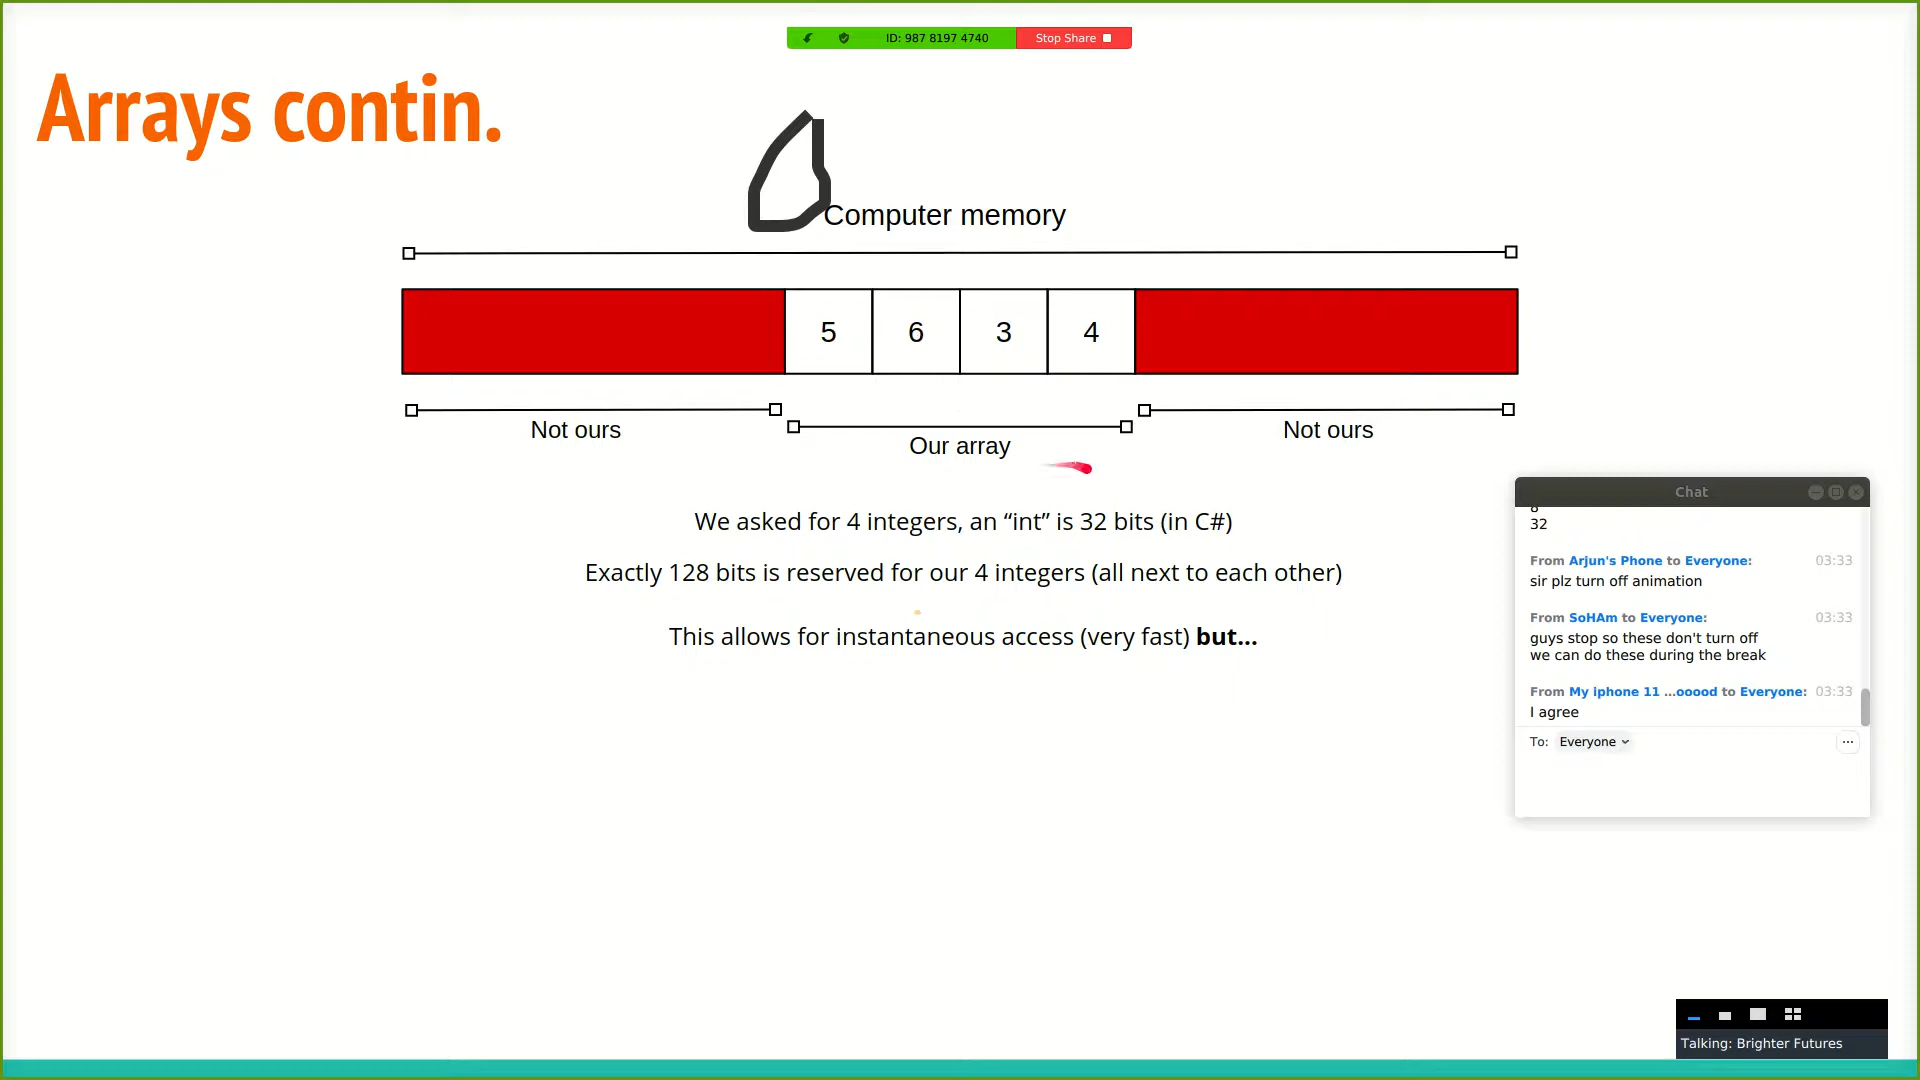 ID: 987 8197 4740
Stop Share
Arrays contin.
Computer memory
5 6 3 4
Not ours
Our array
Not ours
We asked for 4 integers, an “int” is 32 bits (in C#)
Exactly 128 bits is reserved for our 4 integers (all next to each other)
This allows for instantaneous access (very fast) but...
Chat
8
32
From Arjun's Phone to Everyone: 03:33
sir plz turn off animation
From SoHAm to Everyone: 03:33
guys stop so these don't turn off
we can do these during the break
From My iphone 11 ...ooood to Everyone: 03:33
I agree
To: Everyone
Talking: Brighter Futures